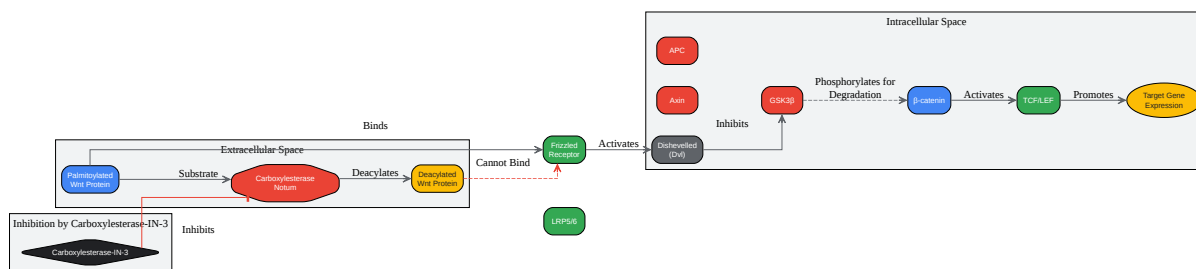 Intracellular Space
APC
Phosphorylates for
Degradation
Axin
GSK3β
β-catenin
Activates
TCF/LEF
Promotes
Target Gene
Expression
Inhibits
Binds
Extracellular Space
Frizzled
Receptor
Activates
Dishevelled
(Dvl)
Cannot Bind
Palmitoylated
Wnt Protein
Substrate
Carboxylesterase
Notum
Deacylates
Deacylated
Wnt Protein
LRP5/6
Inhibition by Carboxylesterase-IN-3
Inhibits
Carboxylesterase-IN-3